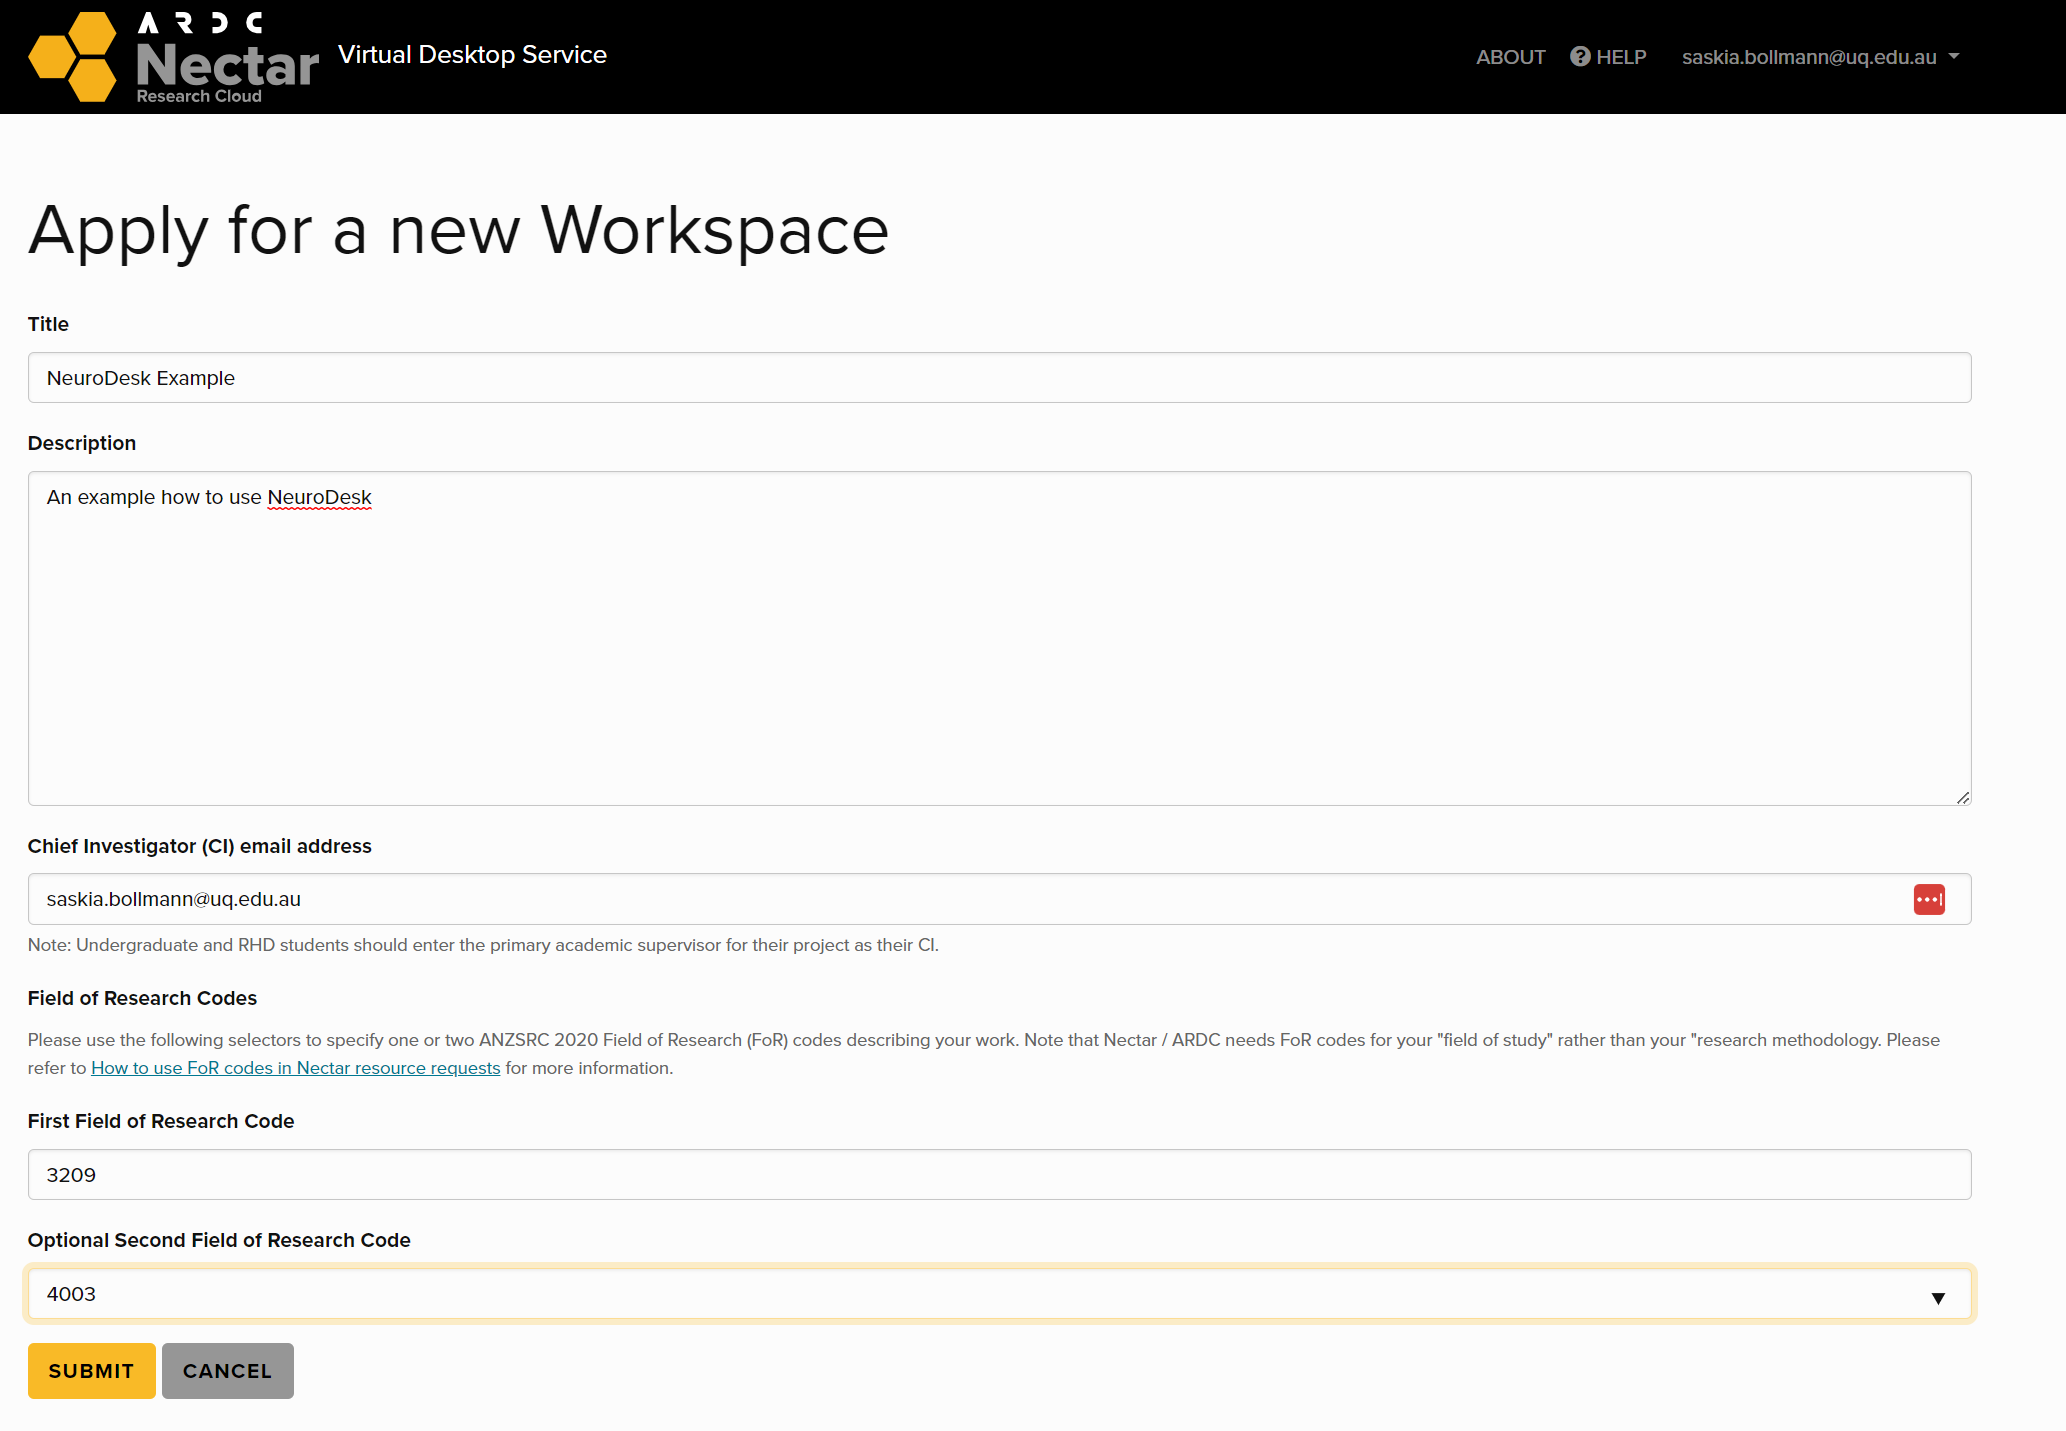 ARDC
Nectar
Research Cloud
Virtual Desktop Service
ABOUT
? HELP
saskia.bollmann@uq.edu.au
Apply for a new Workspace
Title
NeuroDesk Example
Description
An example how to use NeuroDesk
Chief Investigator (CI) email address
saskia.bollmann@uq.edu.au
Note: Undergraduate and RHD students should enter the primary academic supervisor for their project as their CI.
Field of Research Codes
Please use the following selectors to specify one or two ANZSRC 2020 Field of Research (FoR) codes describing your work. Note that Nectar / ARDC needs FoR codes for your "field of study" rather than your "research methodology. Please
refer to How to use FoR codes in Nectar resource requests for more information.
First Field of Research Code
3209
Optional Second Field of Research Code
4003
SUBMIT
CANCEL